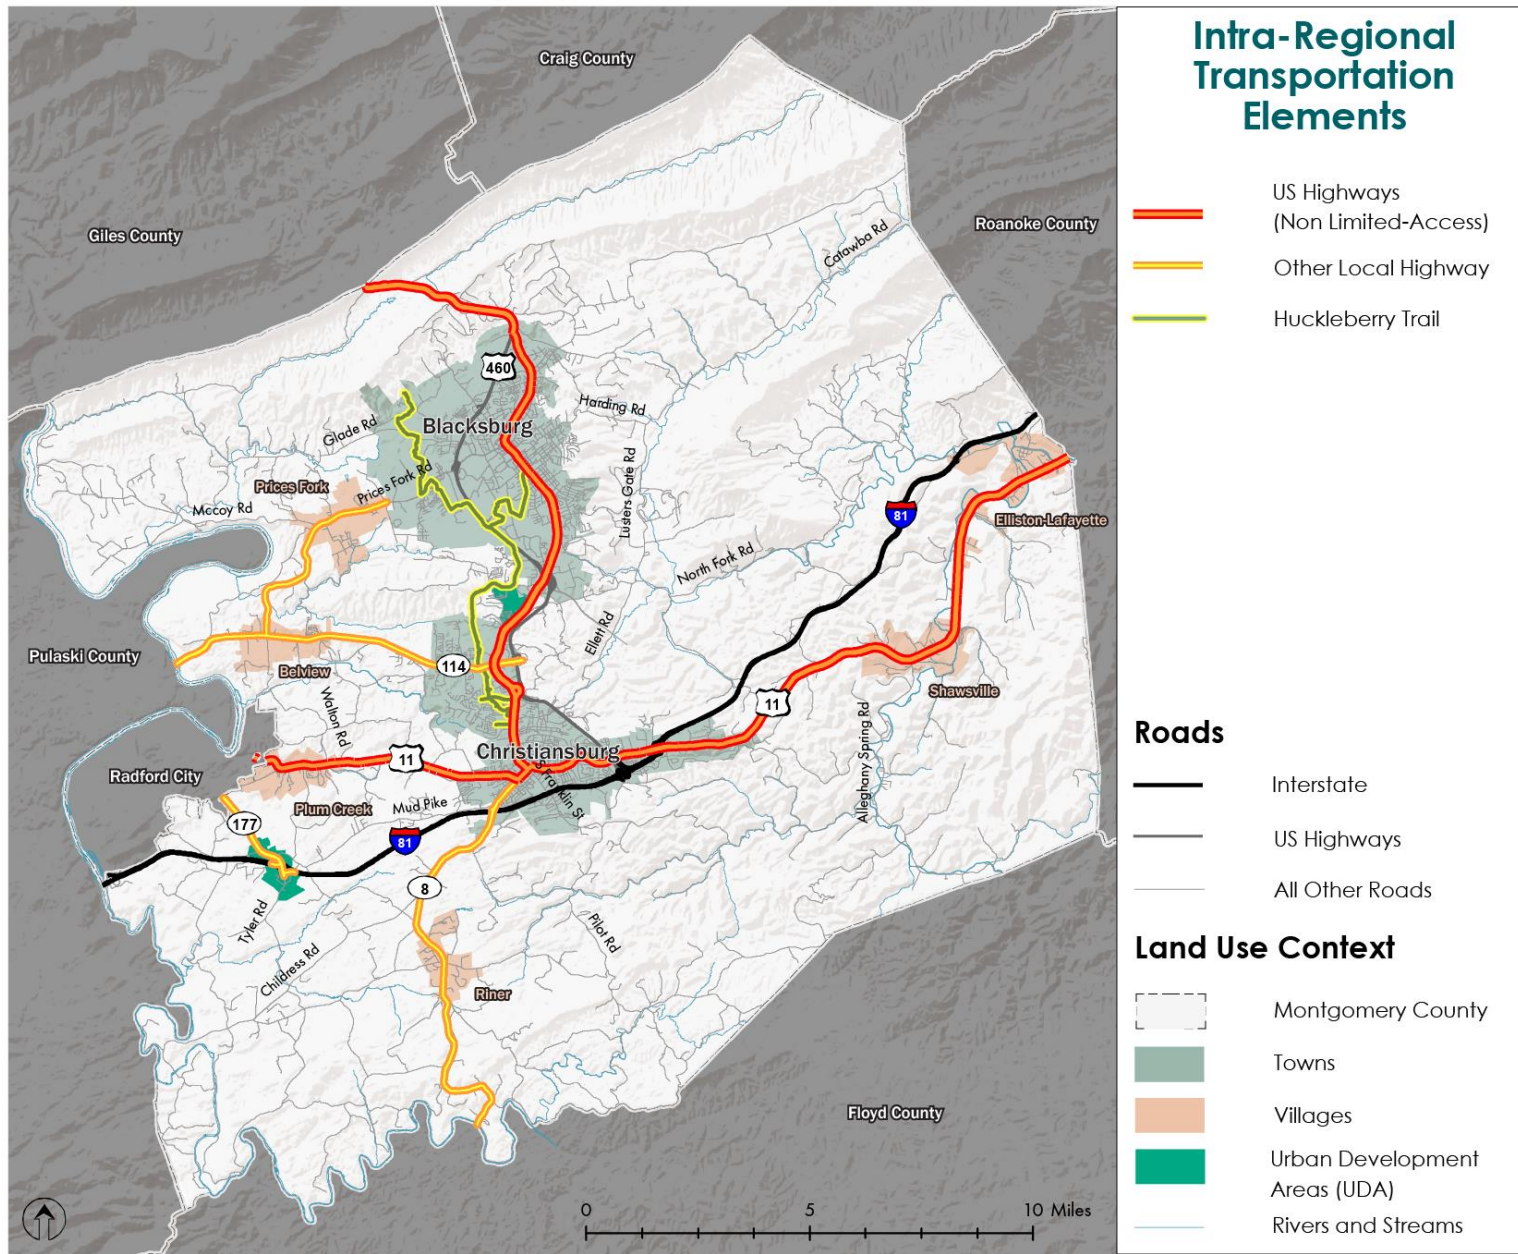 Craig County
Giles County
Roanoke County
Catawba Rd
460
Harding Rd
Blacksburg
Glade Rd
Prices Fork Rd
Prices Fork
Mccoy Rd
Lusters Gate Rd
81
Elliston-Lafayette
North Fork Rd
Ellett Rd
Pulaski County
Belview
114
Shawsville
Walton Rd
11
Alleghany Spring Rd
Christiansburg
11
Radford City
S Franklin St
Plum Creek
Mud Pike
177
81
8
Tyler Rd
Pilot Rd
Childress Rd
Riner
Floyd County
0 5 10 Miles
Intra-Regional
Transportation
Elements
US Highways
(Non Limited-Access)
Other Local Highway
Huckleberry Trail
Roads
Interstate
US Highways
All Other Roads
Land Use Context
Montgomery County
Towns
Villages
Urban Development
Areas (UDA)
Rivers and Streams